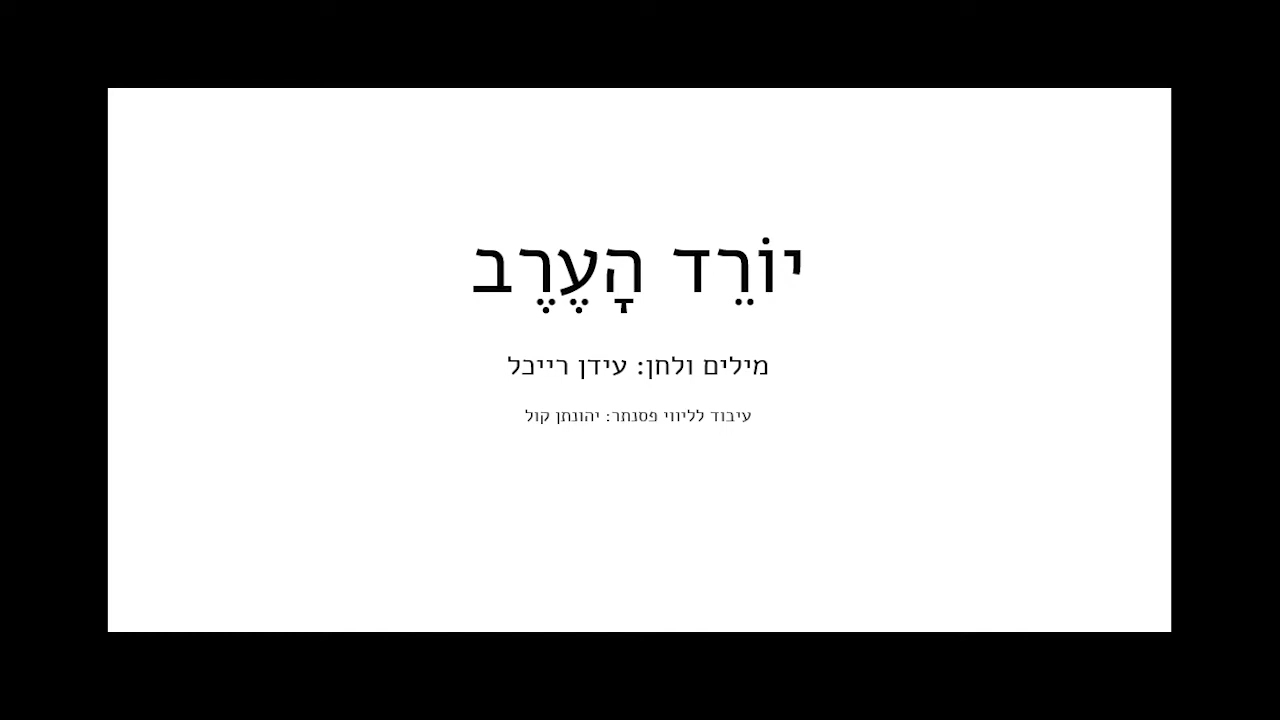 יוֹרֵד הָעֶרֶב
מילים ולחן: עידן רייכל
עיבוד לליווי פסנתר: יהונתן קול